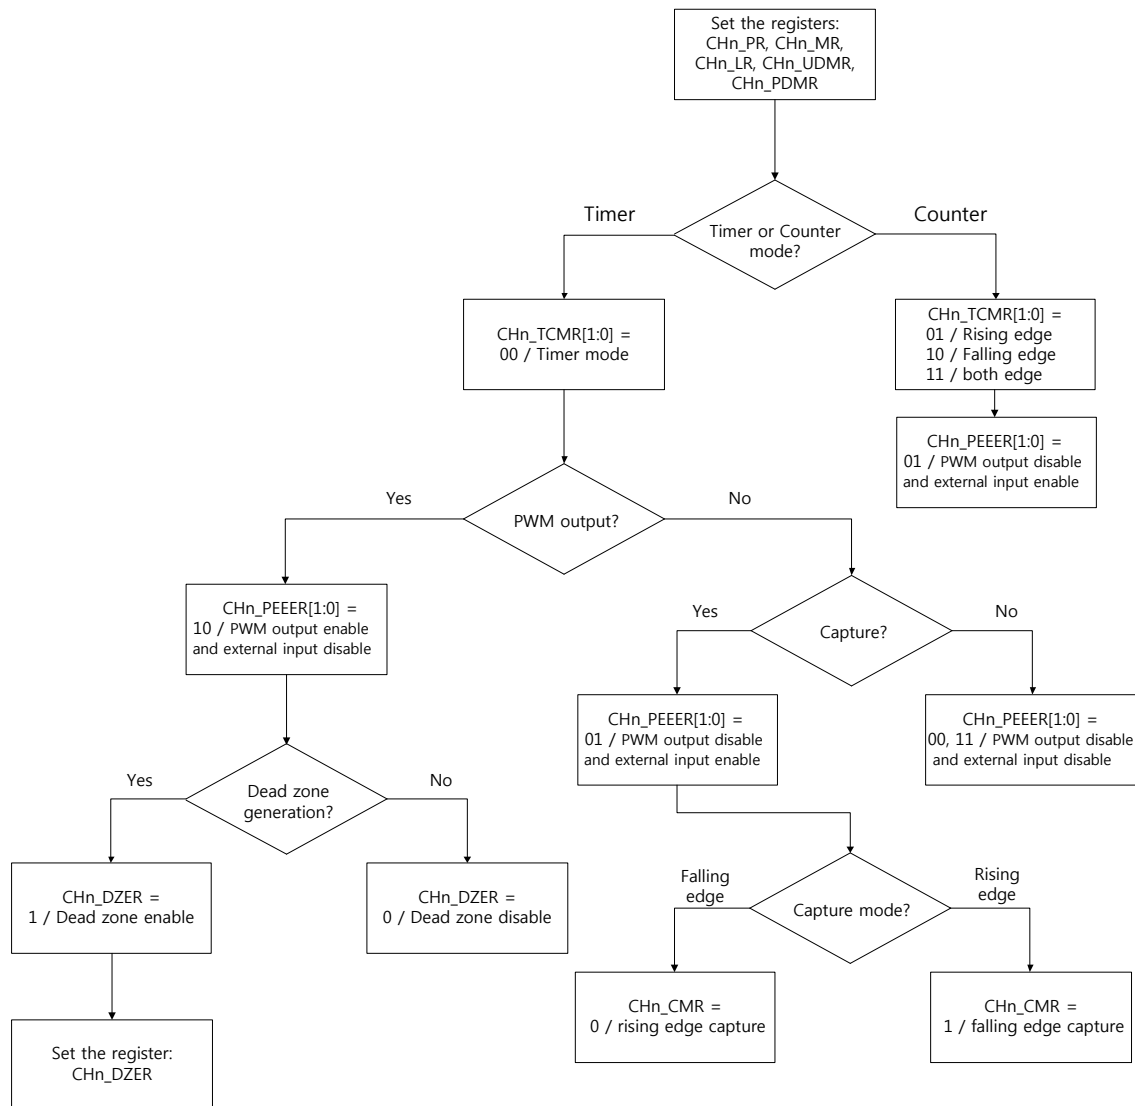 Set the registers:
CHn_PR, CHn_MR,
CHn_LR, CHn_UDMR,
CHn_PDMR
Timer
Counter
Timer or Counter
mode?
CHn_TCMR[1:0] =
00 / Timer mode
CHn_TCMR[1:0] =
01 / Rising edge
10 / Falling edge
11 / both edge
CHn_PEEER[1:0] =
01 / PWM output disable
and external input enable
Yes
No
PWM output?
CHn_PEEER[1:0] =
10 / PWM output enable
and external input disable
Yes
No
Capture?
CHn_PEEER[1:0] =
01 / PWM output disable
and external input enable
CHn_PEEER[1:0] =
00, 11 / PWM output disable
and external input disable
Yes
No
Dead zone
generation?
CHn_DZER =
1 / Dead zone enable
CHn_DZER =
0 / Dead zone disable
Falling
edge
Rising
edge
Capture mode?
CHn_CMR =
0 / rising edge capture
CHn_CMR =
1 / falling edge capture
Set the register:
CHn_DZER